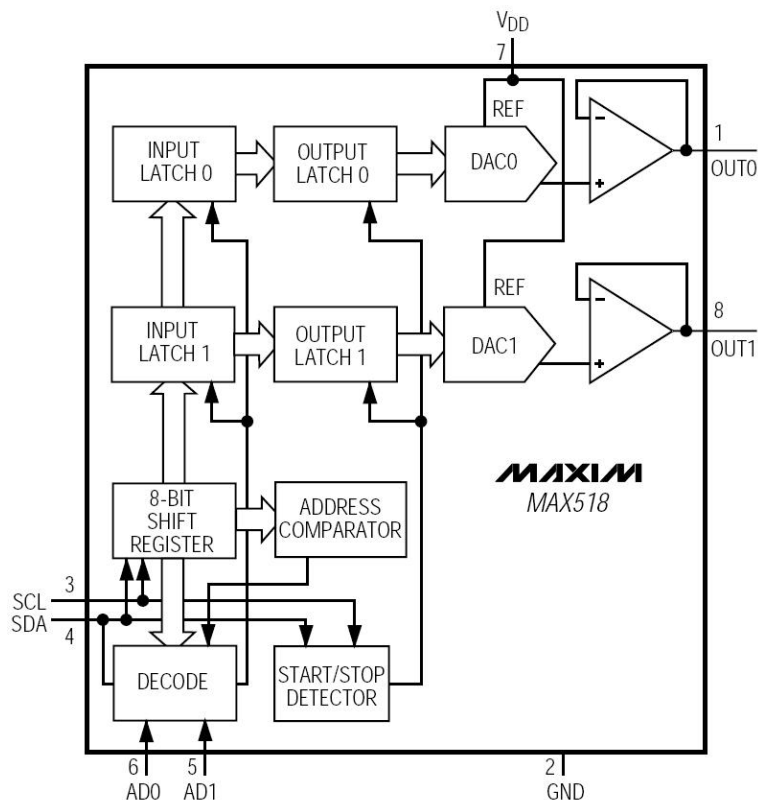 VDD
7
REF
INPUT
LATCH 0
OUTPUT
LATCH 0
DAC0
−
+
1
OUT0
REF
INPUT
LATCH 1
OUTPUT
LATCH 1
DAC1
−
+
8
OUT1
MAXIM
MAX518
8-BIT
SHIFT
REGISTER
ADDRESS
COMPARATOR
3
SCL
SDA
4
DECODE
START/STOP
DETECTOR
6
AD0
5
AD1
2
GND